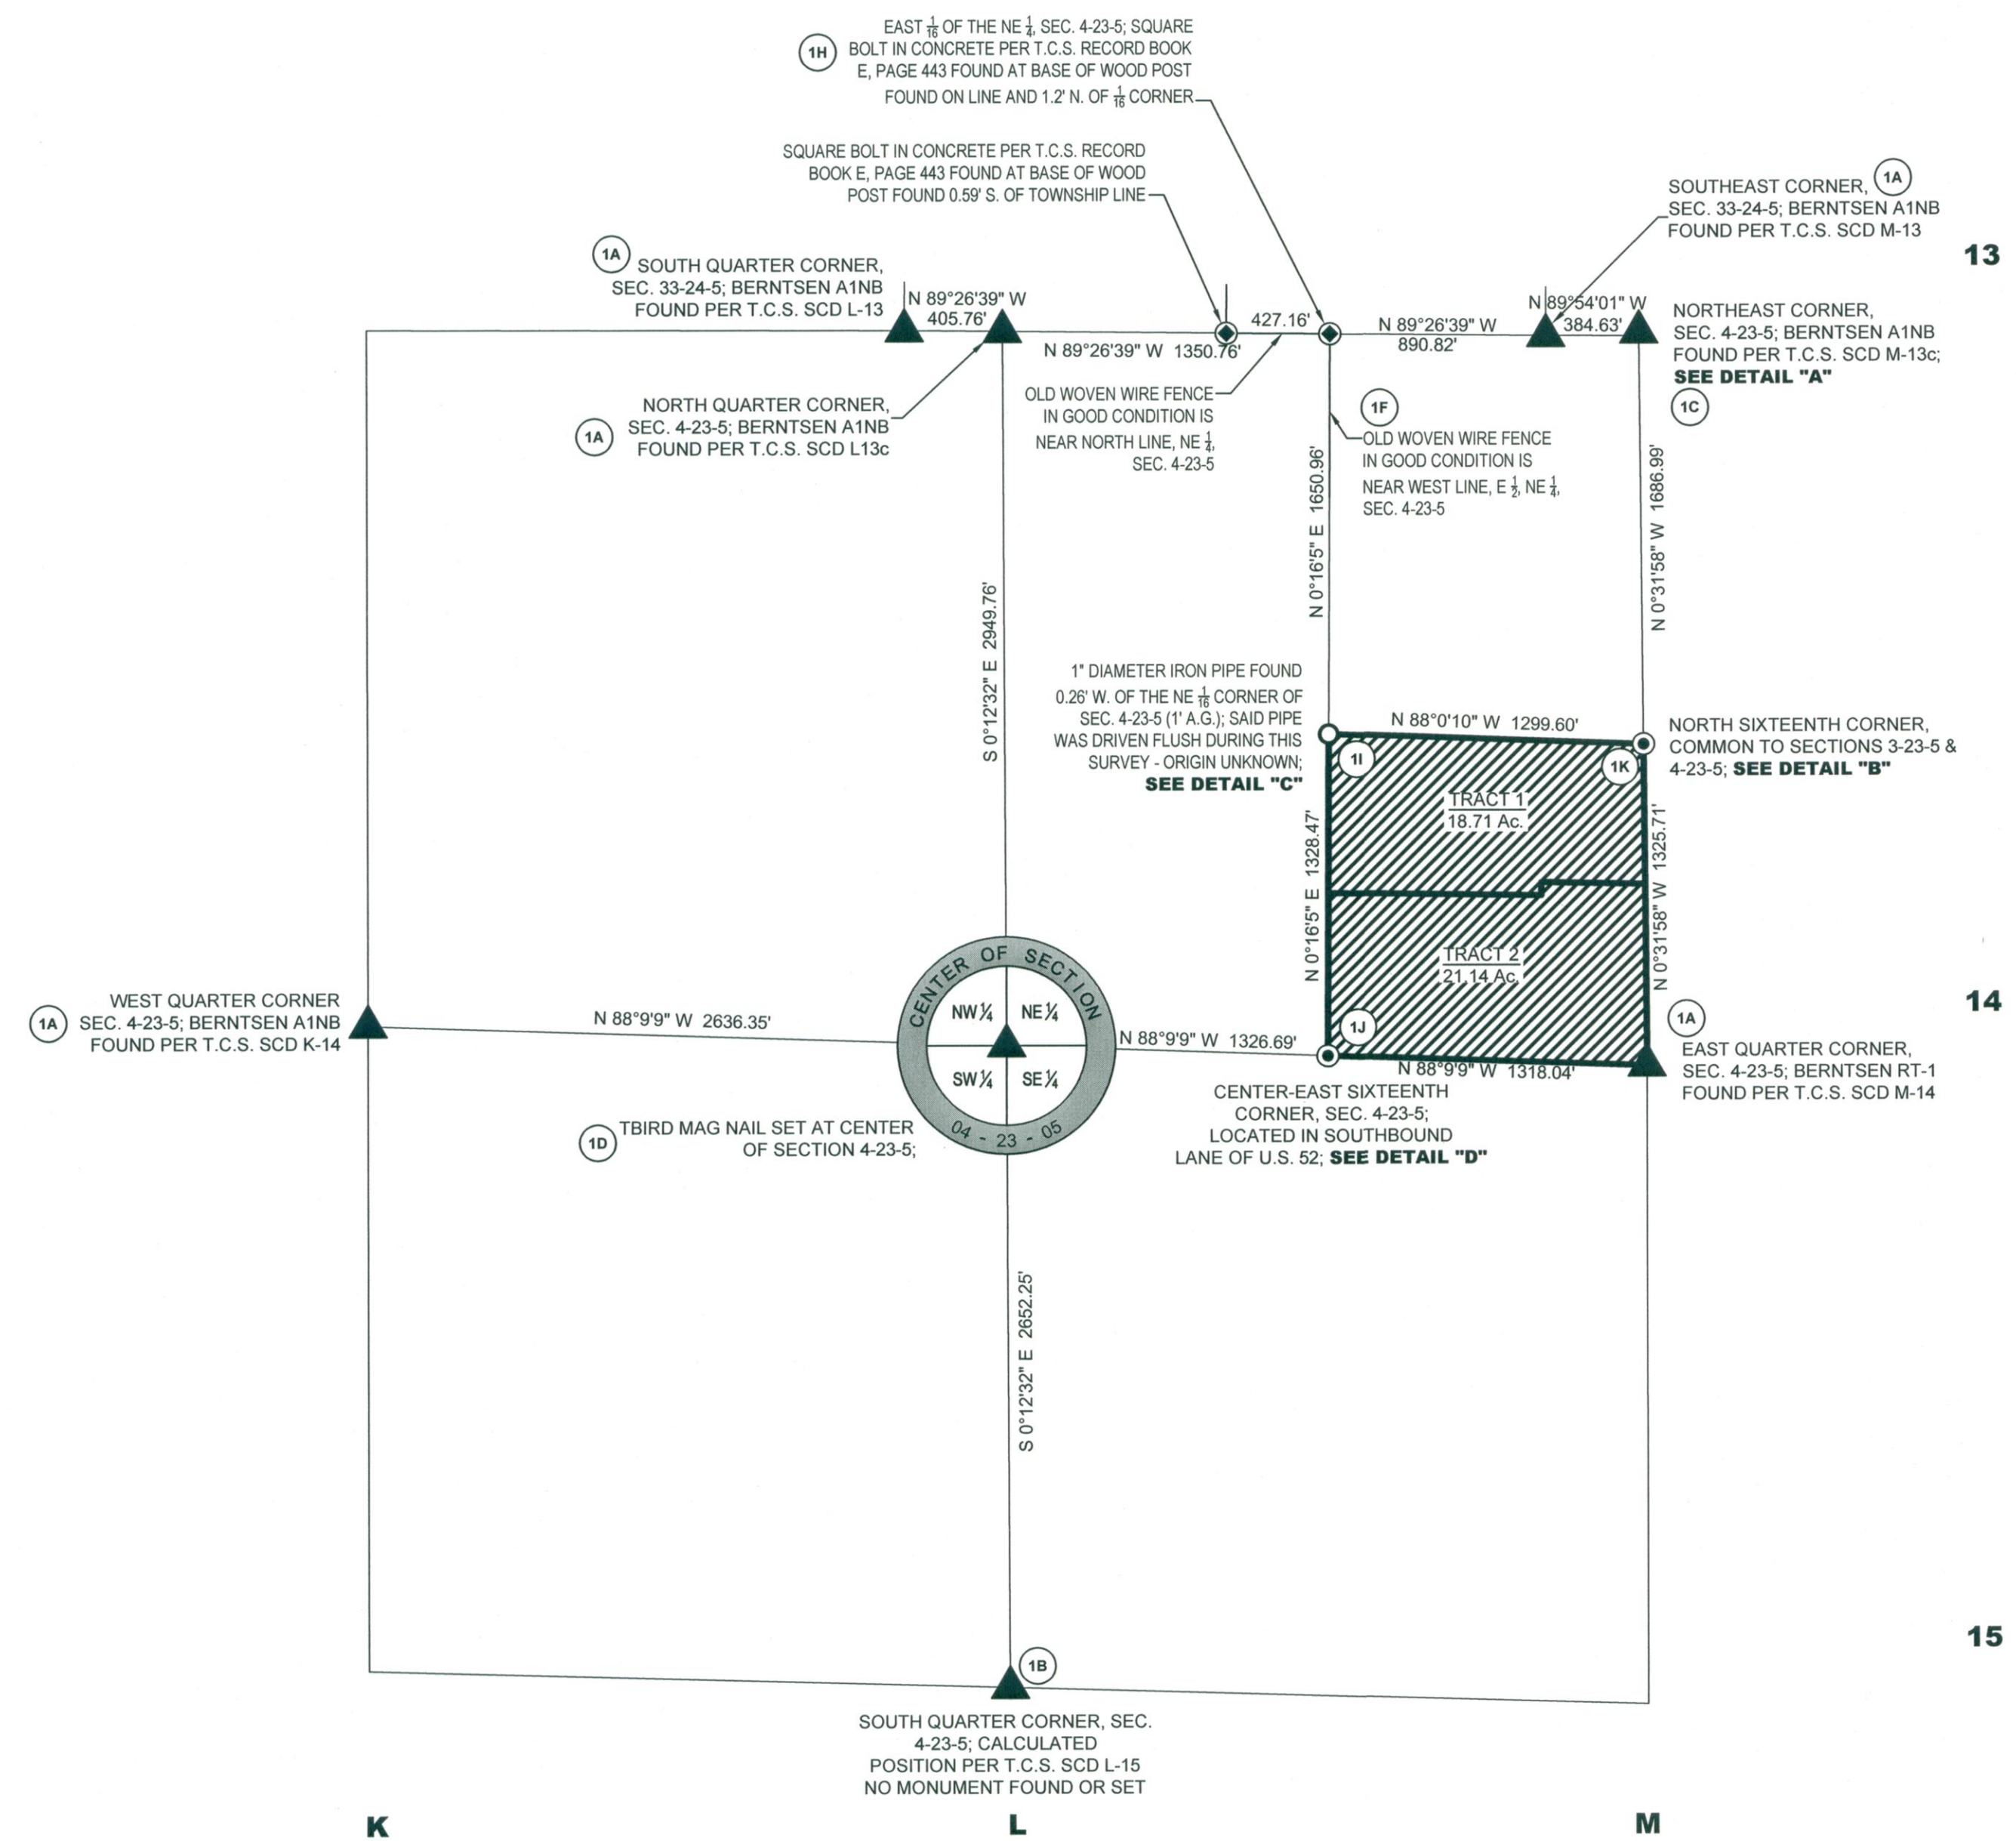 EAST 1/16 OF THE NE 1/4, SEC. 4-23-5; SQUARE
1H
BOLT IN CONCRETE PER T.C.S. RECORD BOOK
E, PAGE 443 FOUND AT BASE OF WOOD POST
FOUND ON LINE AND 1.2' N. OF 1/16 CORNER
SQUARE BOLT IN CONCRETE PER T.C.S. RECORD
BOOK E, PAGE 443 FOUND AT BASE OF WOOD
POST FOUND 0.59' S. OF TOWNSHIP LINE
SOUTHEAST CORNER,
1A
SEC. 33-24-5; BERNTSEN A1NB
FOUND PER T.C.S. SCD M-13
13
1A
SOUTH QUARTER CORNER,
SEC. 33-24-5; BERNTSEN A1NB
FOUND PER T.C.S. SCD L-13
N 89°26'39" W
405.76'
N 89°26'39" W 1350.76'
427.16'
N 89°26'39" W
890.82'
N 89°54'01" W
384.63'
NORTHEAST CORNER,
SEC. 4-23-5; BERNTSEN A1NB
FOUND PER T.C.S. SCD M-13c;
SEE DETAIL "A"
1C
NORTH QUARTER CORNER,
SEC. 4-23-5; BERNTSEN A1NB
FOUND PER T.C.S. SCD L13c
1A
OLD WOVEN WIRE FENCE
IN GOOD CONDITION IS
NEAR NORTH LINE, NE 1/4,
SEC. 4-23-5
1F
OLD WOVEN WIRE FENCE
IN GOOD CONDITION IS
NEAR WEST LINE, E 1/2, NE 1/4,
SEC. 4-23-5
N 0°16'5" E 1650.96'
N 0°31'58" W 1686.99'
S 0°12'32" E 2949.76'
1" DIAMETER IRON PIPE FOUND
0.26' W. OF THE NE 1/16 CORNER OF
SEC. 4-23-5 (1' A.G.); SAID PIPE
WAS DRIVEN FLUSH DURING THIS
SURVEY - ORIGIN UNKNOWN;
SEE DETAIL "C"
N 88°0'10" W 1299.60'
NORTH SIXTEENTH CORNER,
COMMON TO SECTIONS 3-23-5 &
4-23-5; SEE DETAIL "B"
1I
1K
TRACT 1
18.71 Ac.
N 0°16'5" E 1328.47'
N 0°31'58" W 1325.71'
TRACT 2
21.14 Ac.
CENTER OF SECTION
NW 1/4
NE 1/4
SW 1/4
SE 1/4
04 - 23 - 05
WEST QUARTER CORNER
1A
SEC. 4-23-5; BERNTSEN A1NB
FOUND PER T.C.S. SCD K-14
N 88°9'9" W 2636.35'
N 88°9'9" W 1326.69'
1J
N 88°9'9" W 1318.04'
14
1A
EAST QUARTER CORNER,
SEC. 4-23-5; BERNTSEN RT-1
FOUND PER T.C.S. SCD M-14
CENTER-EAST SIXTEENTH
CORNER, SEC. 4-23-5;
LOCATED IN SOUTHBOUND
LANE OF U.S. 52; SEE DETAIL "D"
1D
TBIRD MAG NAIL SET AT CENTER
OF SECTION 4-23-5;
S 0°12'32" E 2652.25'
15
1B
SOUTH QUARTER CORNER, SEC.
4-23-5; CALCULATED
POSITION PER T.C.S. SCD L-15
NO MONUMENT FOUND OR SET
K
L
M